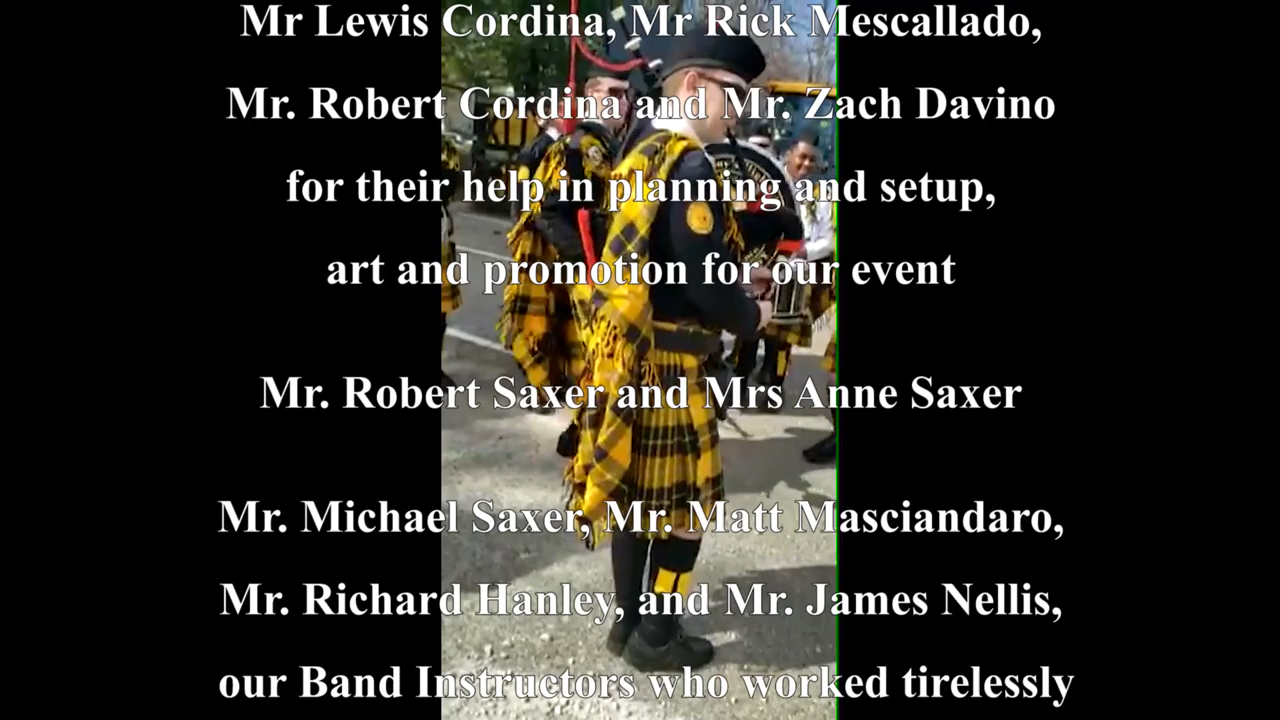 Mr Lewis Cordina, Mr Rick Mescallado,
Mr. Robert Cordina and Mr. Zach Davino
for their help in planning and setup,
art and promotion for our event
Mr. Robert Saxer and Mrs Anne Saxer
Mr. Michael Saxer, Mr. Matt Masciandaro,
Mr. Richard Hanley, and Mr. James Nellis,
our Band Instructors who worked tirelessly